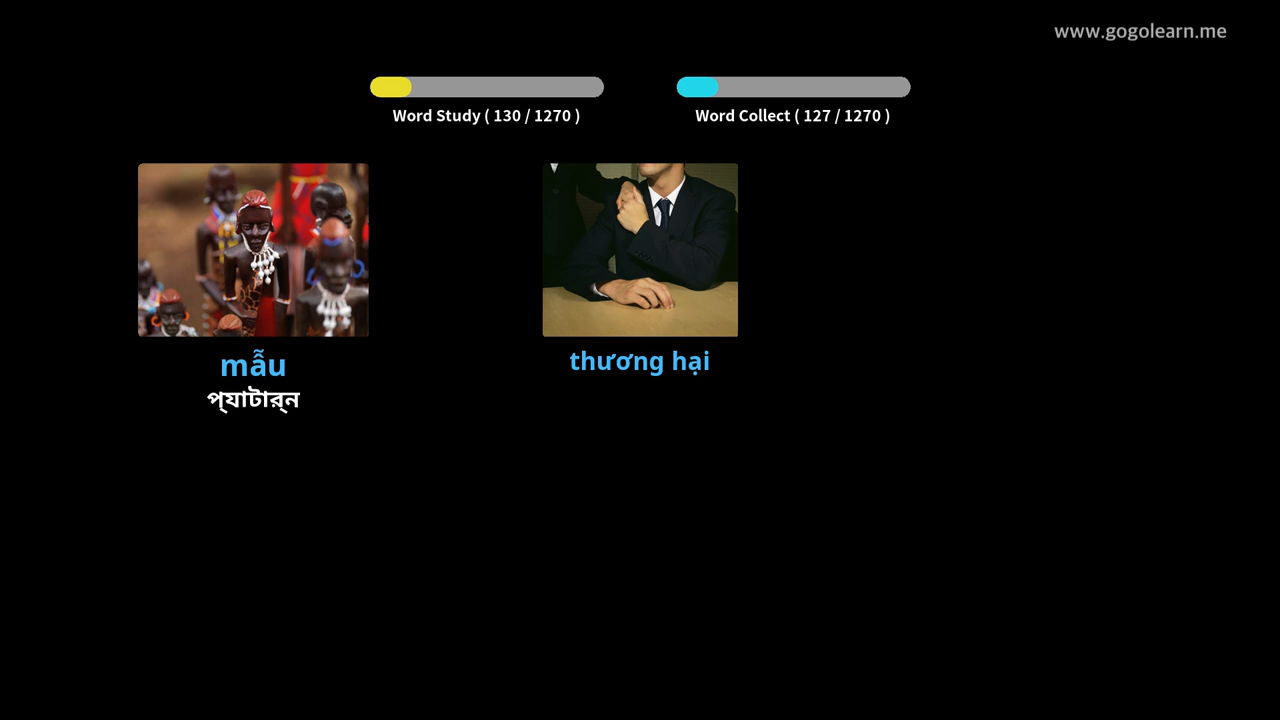 www.gogolearn.me
Word Study ( 130 / 1270 )
Word Collect ( 127 / 1270 )
mẫu
প্যাটার্ন
thương hại